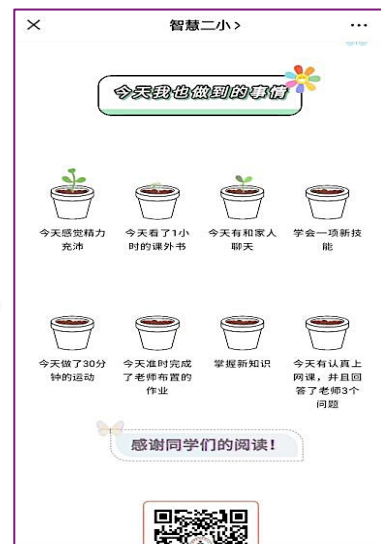 智慧二小>
今天我也做到的事情
今天感觉精力
充沛
今天看了1小
时的课外书
今天有和家人
聊天
学会一项新技
能
今天做了30分
钟的运动
今天准时完成
了老师布置的
作业
掌握新知识
今天有认真上
网课，并且回
答了老师3个
问题
感谢同学们的阅读！